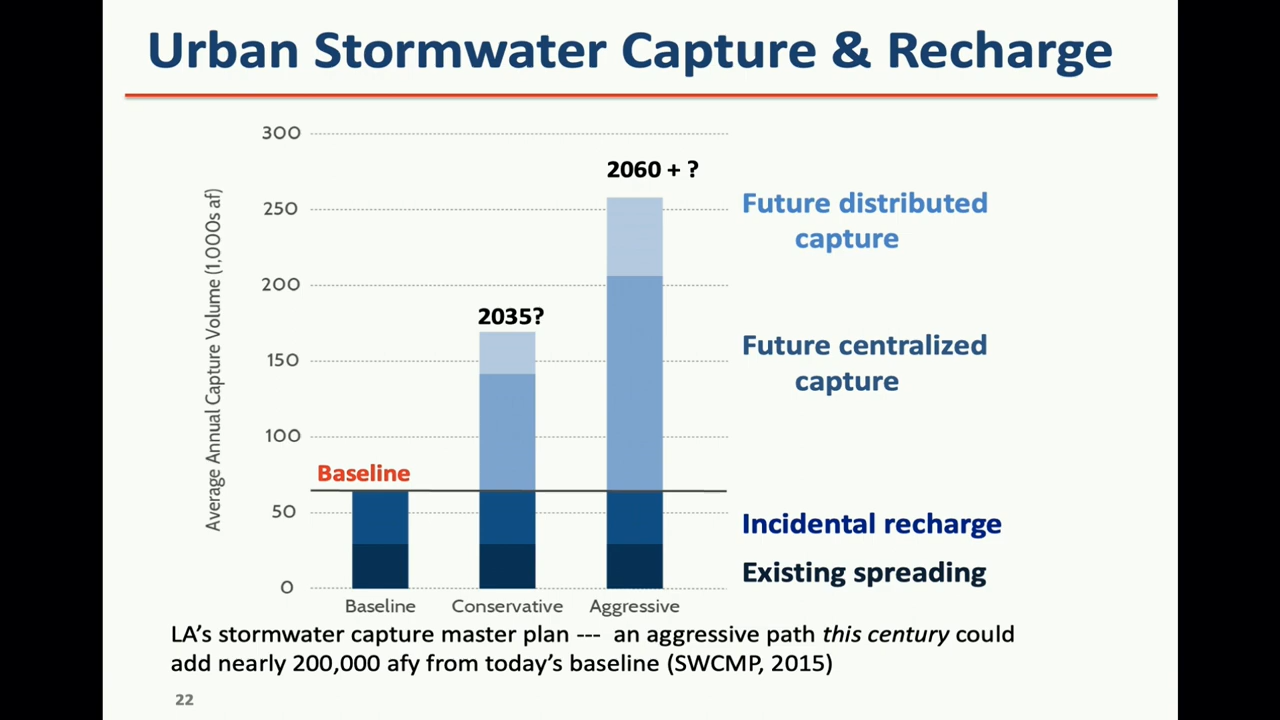 Urban Stormwater Capture & Recharge
300
250
200
150
100
50
0
Average Annual Capture Volume (1,000s af)
2060 + ?
2035?
Baseline
Future distributed
capture
Future centralized
capture
Incidental recharge
Existing spreading
Baseline Conservative Aggressive
LA's stormwater capture master plan --- an aggressive path this century could
add nearly 200,000 afy from today's baseline (SWCMP, 2015)
22